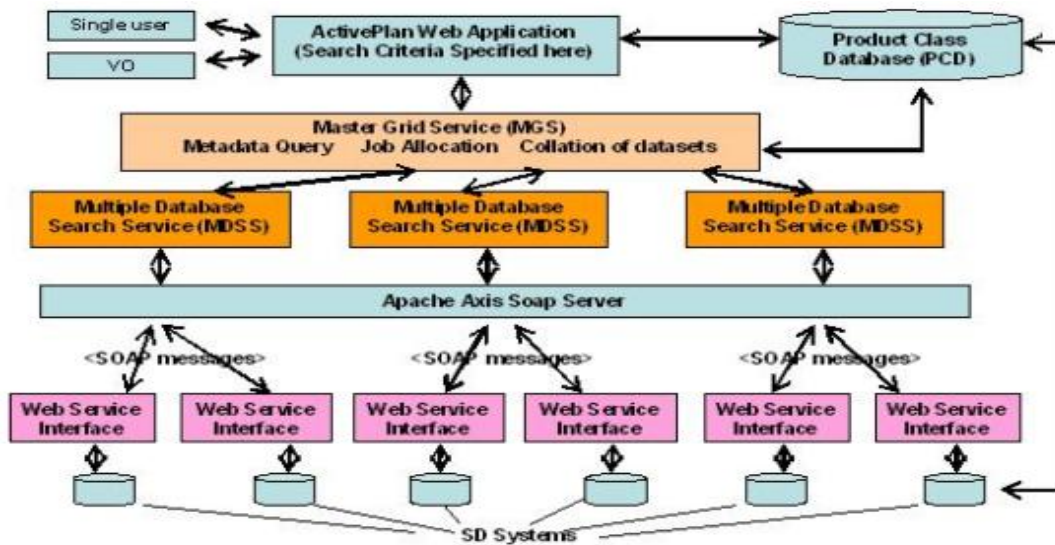 Single user
VO
ActivePlan Web Application
(Search Criteria Specified here)
Product Class
Database (PCD)
Master Grid Service (MGS)
Metadata Query Job Allocation Collation of datasets
Multiple Database
Search Service (MDSS)
Multiple Database
Search Service (MDSS)
Multiple Database
Search Service (MDSS)
Apache Axis Soap Server
<SOAP messages>
<SOAP messages>
<SOAP messages>
Web Service
Interface
Web Service
Interface
Web Service
Interface
Web Service
Interface
Web Service
Interface
Web Service
Interface
SD Systems